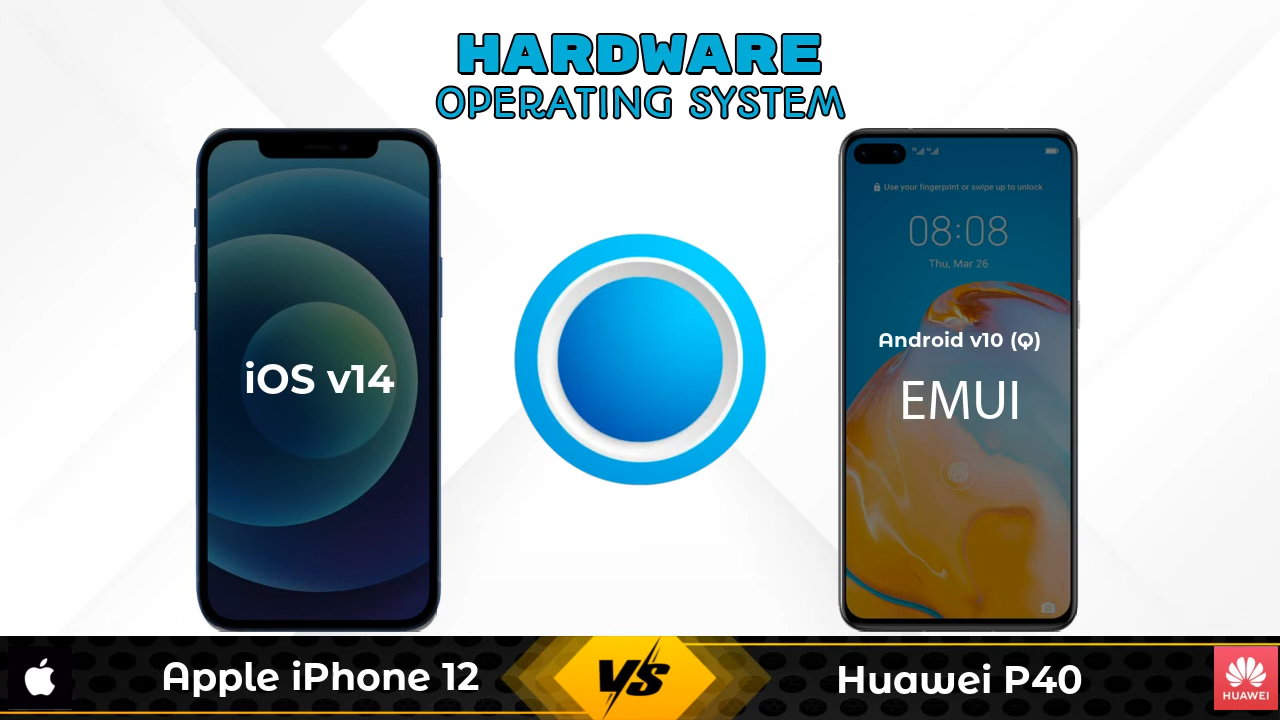 HARDWARE
OPERATING SYSTEM
Use your fingerprint or swipe up to unlock
08:08
Thu, Mar 26
iOS v14
Android v10 (Q)
EMUI
Apple iPhone 12
VS
Huawei P40
HUAWEI